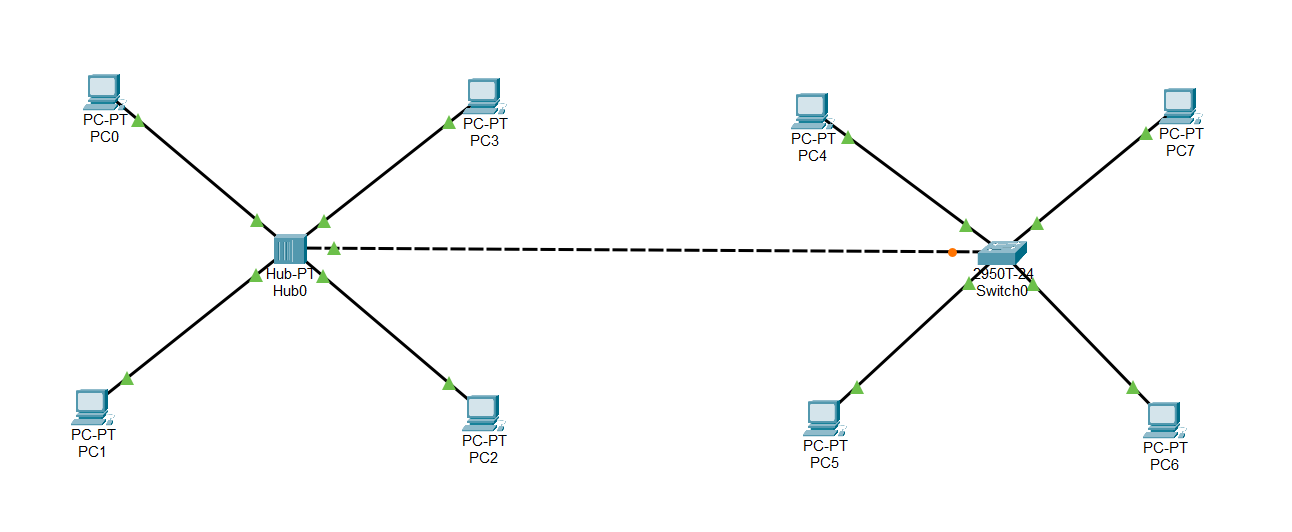 PC-PT
PC0
PC-PT
PC3
PC-PT
PC4
PC-PT
PC7
Hub-PT
Hub0
2950T-24
Switch0
PC-PT
PC1
PC-PT
PC2
PC-PT
PC5
PC-PT
PC6